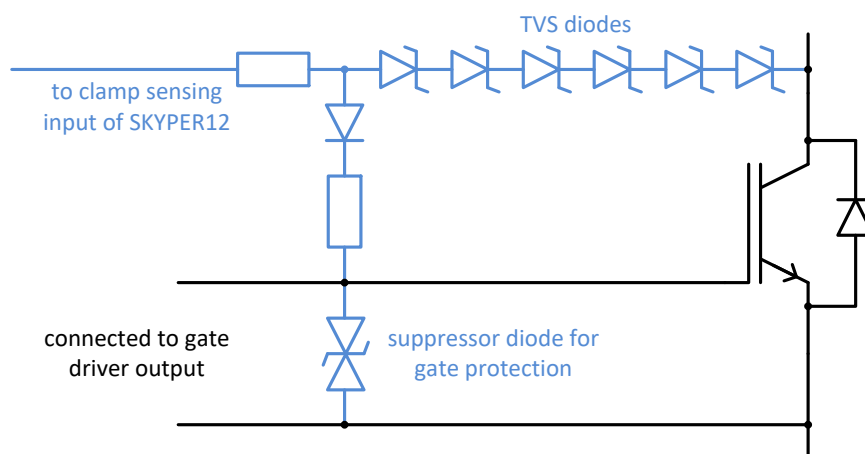 TVS diodes
to clamp sensing
input of SKYPER12
connected to gate
driver output
suppressor diode for
gate protection